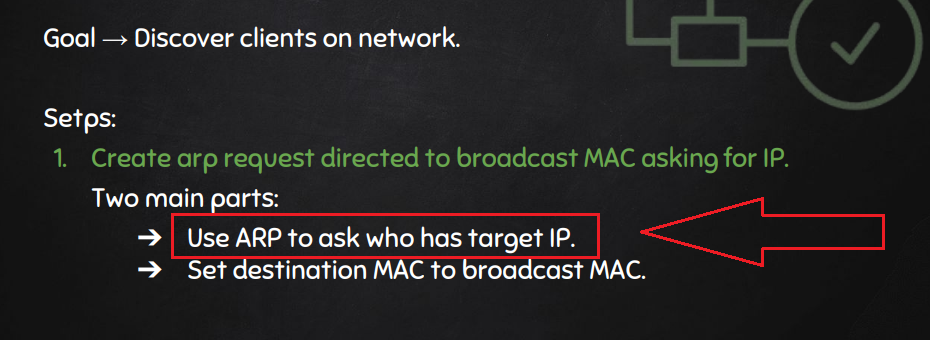 Goal → Discover clients on network.
Setps:
1. Create arp request directed to broadcast MAC asking for IP.
Two main parts:
➔ Use ARP to ask who has target IP.
➔ Set destination MAC to broadcast MAC.